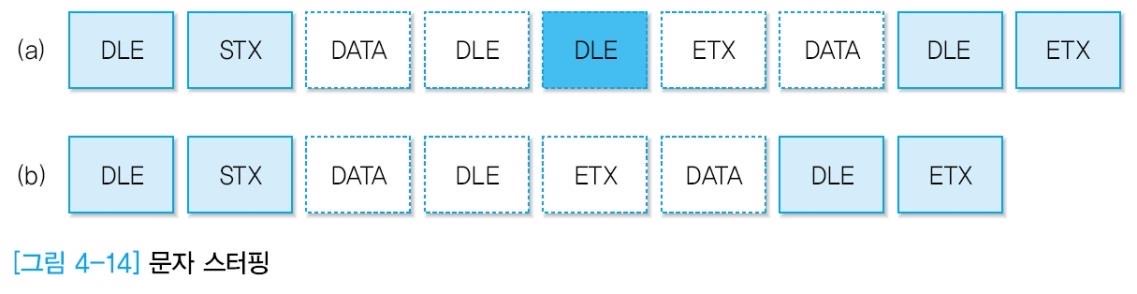 (a) DLE STX DATA DLE DLE ETX DATA DLE ETX
(b) DLE STX DATA DLE ETX DATA DLE ETX
[그림 4-14] 문자 스터핑